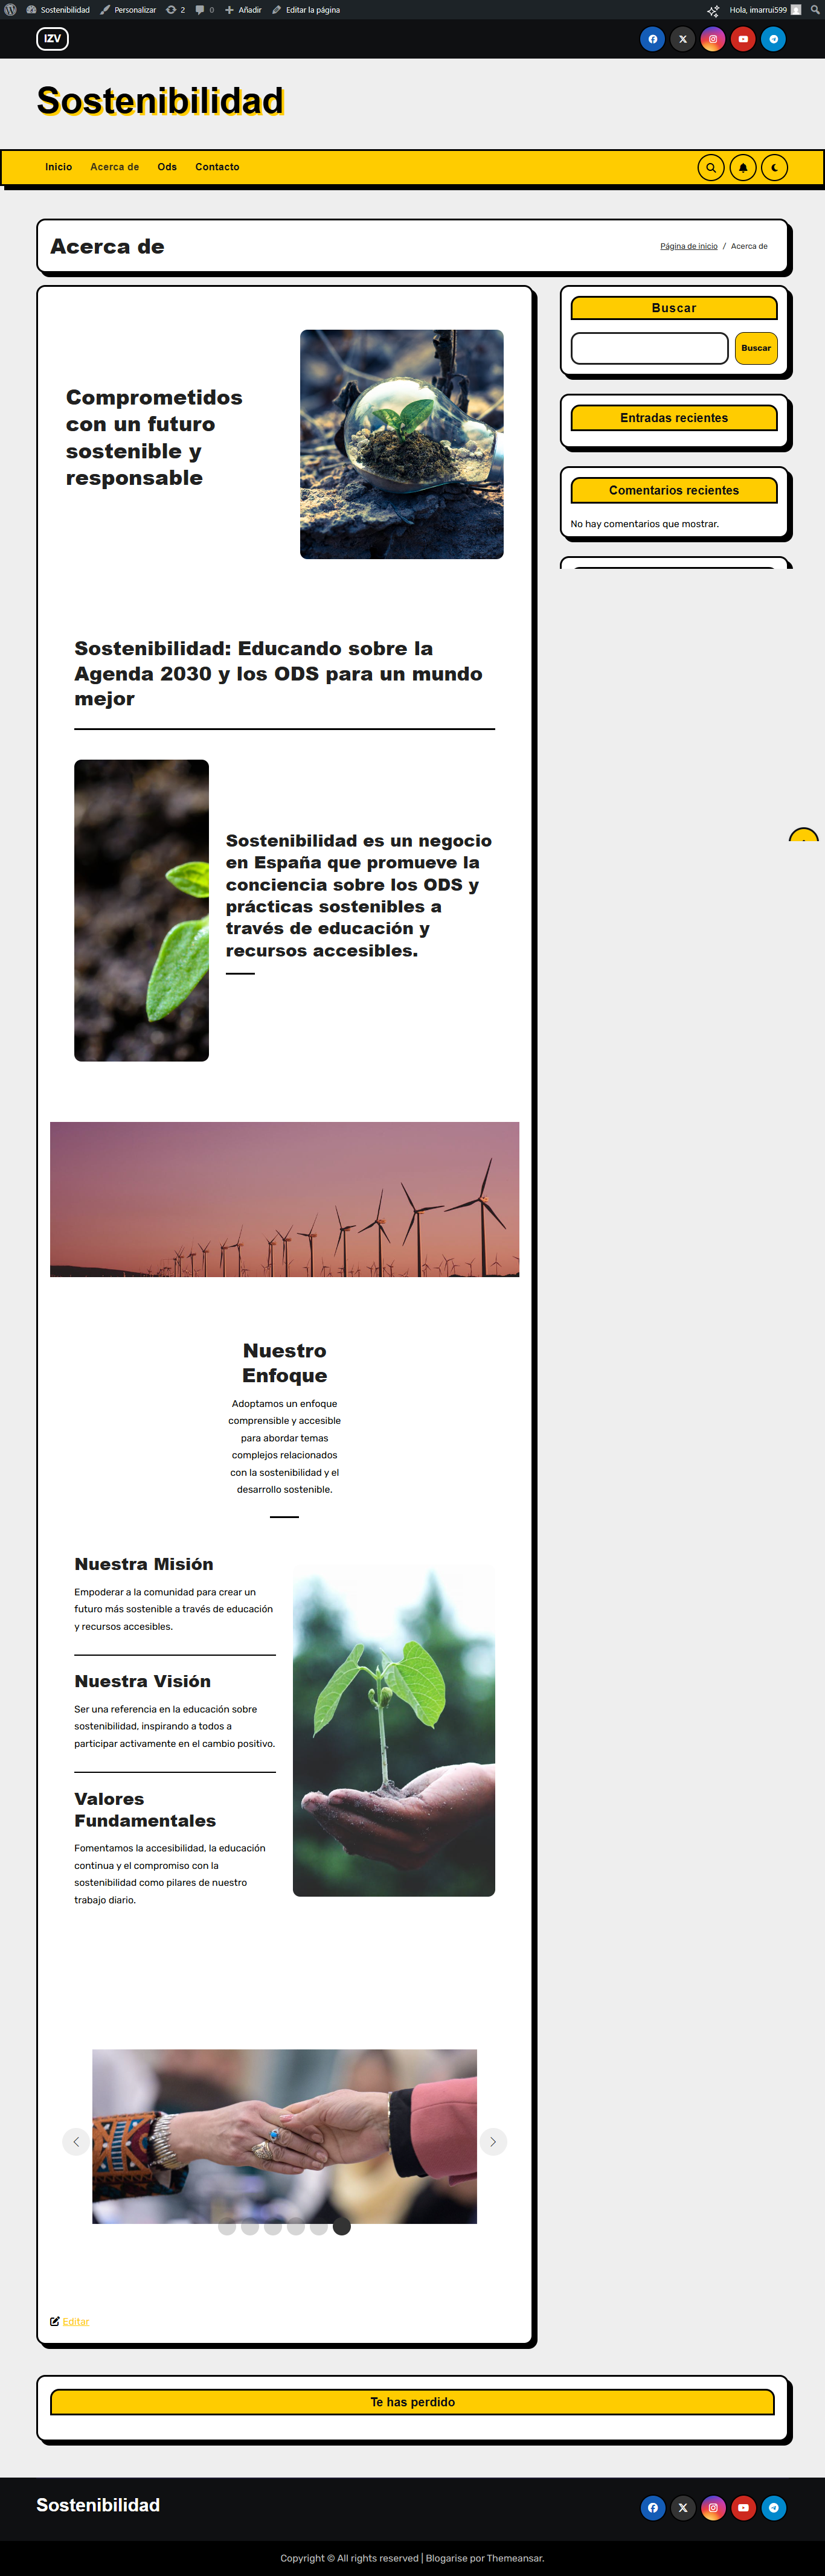 Sostenibilidad Personalizar 2 0 Añadir Editar la página Hola, imarrui599
IZV
Sostenibilidad
Inicio Acerca de Ods Contacto
Acerca de
Página de inicio / Acerca de
Comprometidos
con un futuro
sostenible y
responsable
Sostenibilidad: Educando sobre la
Agenda 2030 y los ODS para un mundo
mejor
Sostenibilidad es un negocio
en España que promueve la
conciencia sobre los ODS y
prácticas sostenibles a
través de educación y
recursos accesibles.
Nuestro
Enfoque
Adoptamos un enfoque
comprensible y accesible
para abordar temas
complejos relacionados
con la sostenibilidad y el
desarrollo sostenible.
Nuestra Misión
Empoderar a la comunidad para crear un
futuro más sostenible a través de educación
y recursos accesibles.
Nuestra Visión
Ser una referencia en la educación sobre
sostenibilidad, inspirando a todos a
participar activamente en el cambio positivo.
Valores
Fundamentales
Fomentamos la accesibilidad, la educación
continua y el compromiso con la
sostenibilidad como pilares de nuestro
trabajo diario.
Editar
Buscar
Buscar
Entradas recientes
Comentarios recientes
No hay comentarios que mostrar.
Te has perdido
Sostenibilidad
Copyright © All rights reserved | Blogarise por Themeansar.